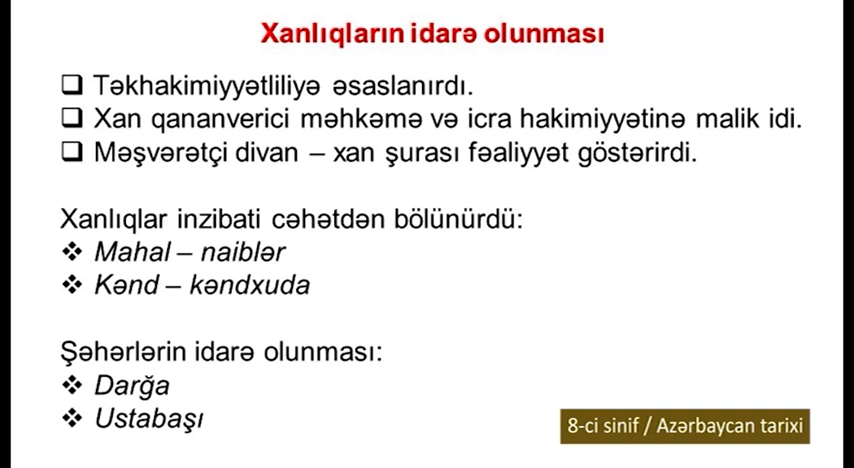 Xanlıqların idarə olunması
❑ Təkhakimiyyətliliyə əsaslanırdı.
❑ Xan qananverici məhkəmə və icra hakimiyyətinə malik idi.
❑ Məşvərətçi divan – xan şurası fəaliyyət göstərirdi.
Xanlıqlar inzibati cəhətdən bölünürdü:
❖ Mahal – naiblər
❖ Kənd – kəndxuda
Şəhərlərin idarə olunması:
❖ Darğa
❖ Ustabaşı
8-ci sinif / Azərbaycan tarixi